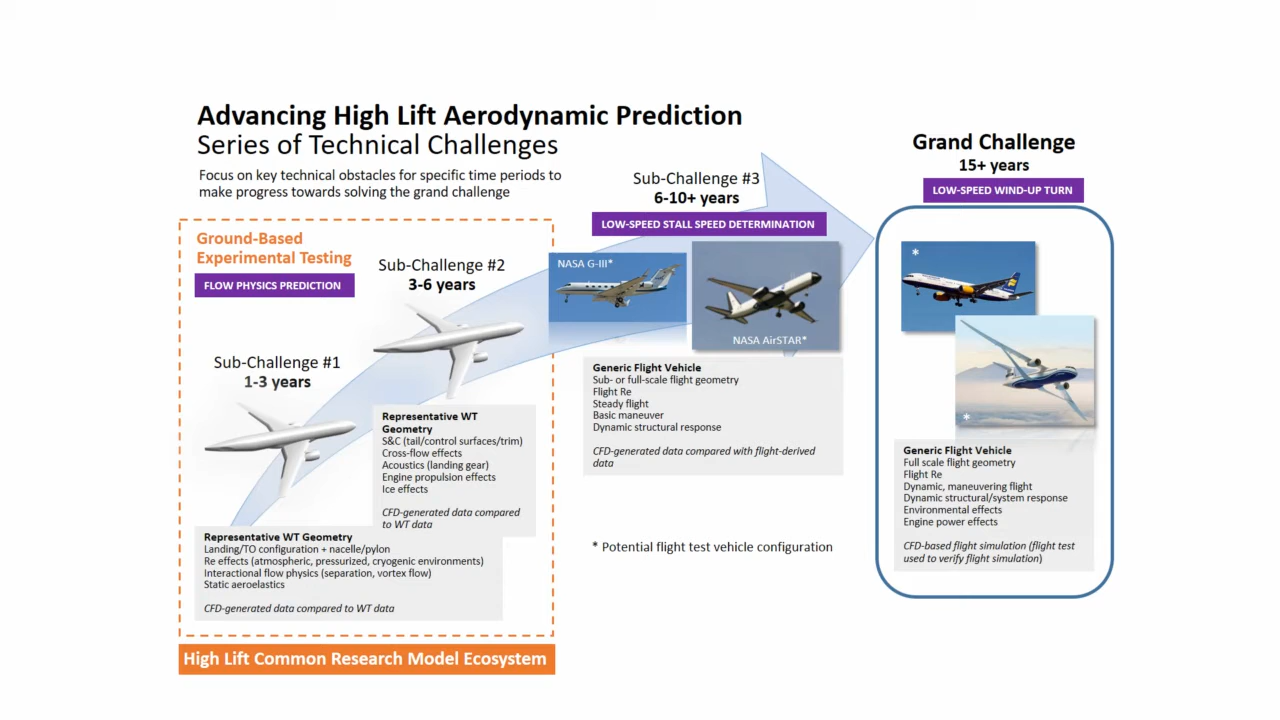 Advancing High Lift Aerodynamic Prediction
Series of Technical Challenges
Focus on key technical obstacles for specific time periods to
make progress towards solving the grand challenge
Ground-Based
Experimental Testing
FLOW PHYSICS PREDICTION
Sub-Challenge #1
1-3 years
Representative WT Geometry
Landing/TO configuration + nacelle/pylon
Re effects (atmospheric, pressurized, cryogenic environments)
Interactional flow physics (separation, vortex flow)
Static aeroelastics
CFD-generated data compared to WT data
Sub-Challenge #2
3-6 years
Representative WT
Geometry
S&C (tail/control surfaces/trim)
Cross-flow effects
Acoustics (landing gear)
Engine propulsion effects
Ice effects
CFD-generated data compared
to WT data
High Lift Common Research Model Ecosystem
Sub-Challenge #3
6-10+ years
LOW-SPEED STALL SPEED DETERMINATION
NASA G-III*
NASA AirSTAR*
Generic Flight Vehicle
Sub- or full-scale flight geometry
Flight Re
Steady flight
Basic maneuver
Dynamic structural response
CFD-generated data compared with flight-derived
data
* Potential flight test vehicle configuration
Grand Challenge
15+ years
LOW-SPEED WIND-UP TURN
*
*
Generic Flight Vehicle
Full scale flight geometry
Flight Re
Dynamic, maneuvering flight
Dynamic structural/system response
Environmental effects
Engine power effects
CFD-based flight simulation (flight test
used to verify flight simulation)